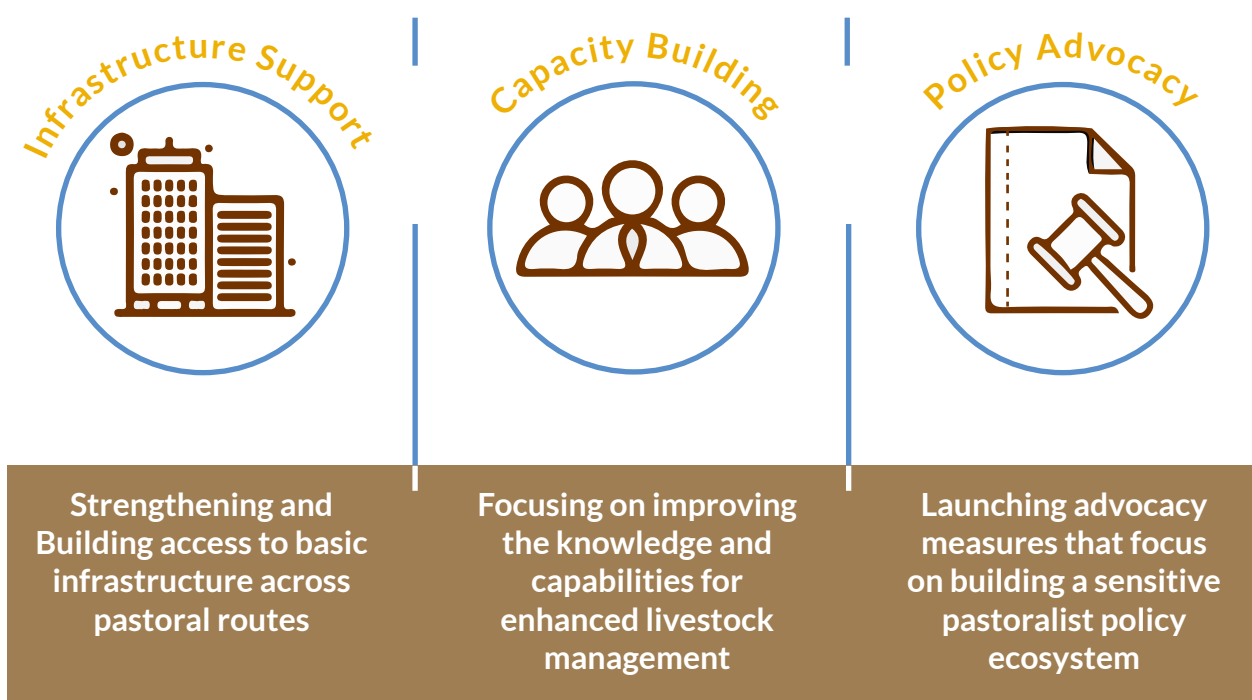 Infrastructure Support
Capacity Building
Policy Advocacy
Strengthening and
Building access to basic
infrastructure across
pastoral routes
Focusing on improving
the knowledge and
capabilities for
enhanced livestock
management
Launching advocacy
measures that focus
on building a sensitive
pastoralist policy
ecosystem